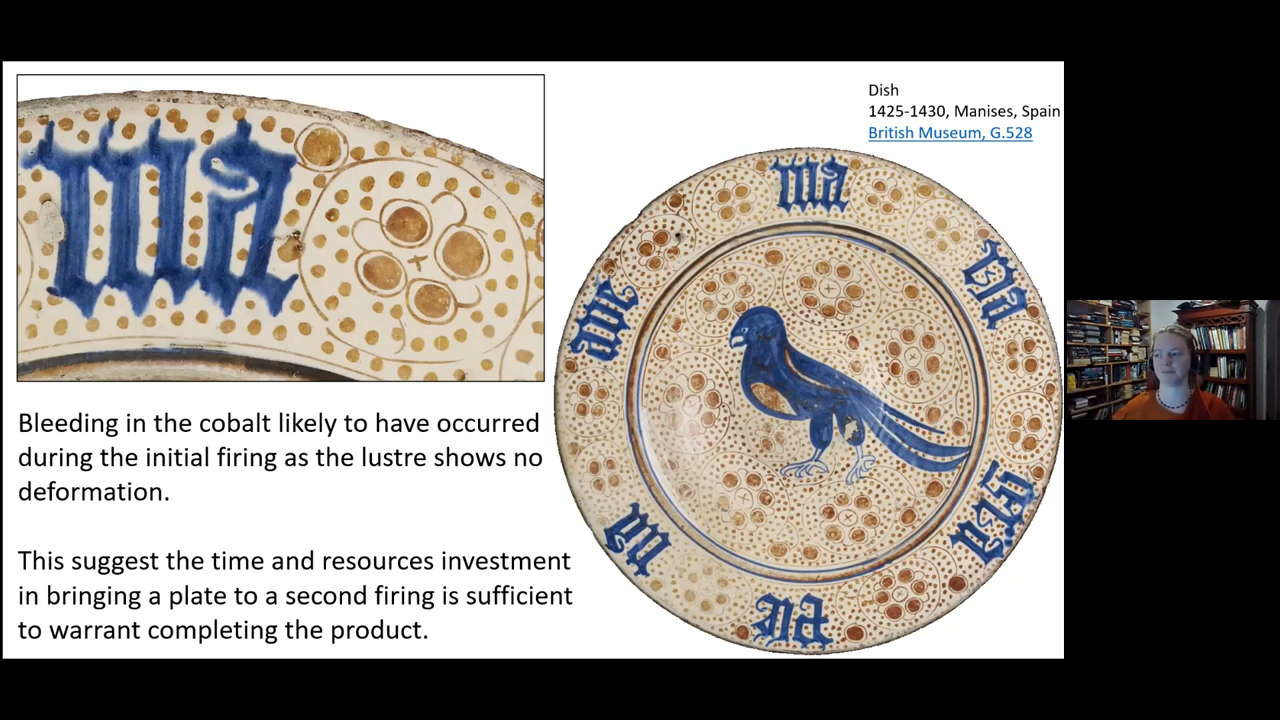 Dish
1425-1430, Manises, Spain
British Museum, G.528
Bleeding in the cobalt likely to have occurred
during the initial firing as the lustre shows no
deformation.
This suggest the time and resources investment
in bringing a plate to a second firing is sufficient
to warrant completing the product.